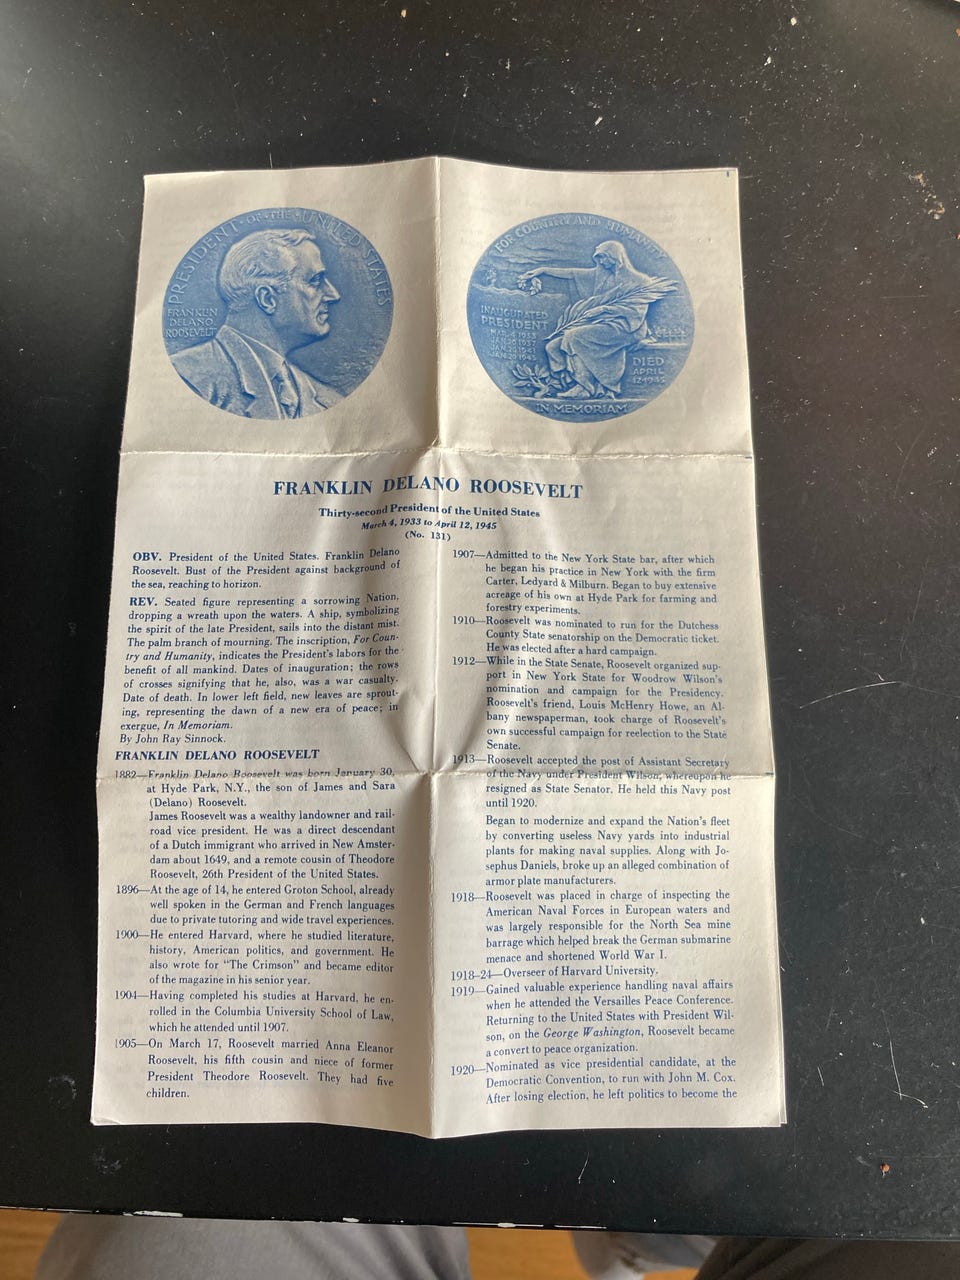 PRESIDENT · OF · THE · UNITED STATES
FRANKLIN
DELANO
ROOSEVELT
FOR COUNTRY AND HUMANITY
INAUGURATED
PRESIDENT
MAR. 4 1933
JAN. 20 1937
JAN. 20 1941
JAN. 20 1945
DIED
APRIL
12·1945
IN MEMORIAM
FRANKLIN DELANO ROOSEVELT
Thirty-second President of the United States
March 4, 1933 to April 12, 1945
(No. 131)
OBV. President of the United States. Franklin Delano
Roosevelt. Bust of the President against background of
the sea, reaching to horizon.
REV. Seated figure representing a sorrowing Nation,
dropping a wreath upon the waters. A ship, symbolizing
the spirit of the late President, sails into the distant mist.
The palm branch of mourning. The inscription, For Coun-
try and Humanity, indicates the President's labors for the
benefit of all mankind. Dates of inauguration; the rows
of crosses signifying that he, also, was a war casualty.
Date of death. In lower left field, new leaves are sprout-
ing, representing the dawn of a new era of peace; in
exergue, In Memoriam.
By John Ray Sinnock.
FRANKLIN DELANO ROOSEVELT
1882—Franklin Delano Roosevelt was born January 30,
at Hyde Park, N.Y., the son of James and Sara
(Delano) Roosevelt.
James Roosevelt was a wealthy landowner and rail-
road vice president. He was a direct descendant
of a Dutch immigrant who arrived in New Amster-
dam about 1649, and a remote cousin of Theodore
Roosevelt, 26th President of the United States.
1896—At the age of 14, he entered Groton School, already
well spoken in the German and French languages
due to private tutoring and wide travel experiences.
1900—He entered Harvard, where he studied literature,
history, American politics, and government. He
also wrote for "The Crimson" and became editor
of the magazine in his senior year.
1904—Having completed his studies at Harvard, he en-
rolled in the Columbia University School of Law,
which he attended until 1907.
1905—On March 17, Roosevelt married Anna Eleanor
Roosevelt, his fifth cousin and niece of former
President Theodore Roosevelt. They had five
children.
1907—Admitted to the New York State bar, after which
he began his practice in New York with the firm
Carter, Ledyard & Milburn. Began to buy extensive
acreage of his own at Hyde Park for farming and
forestry experiments.
1910—Roosevelt was nominated to run for the Dutchess
County State senatorship on the Democratic ticket.
He was elected after a hard campaign.
1912—While in the State Senate, Roosevelt organized sup-
port in New York State for Woodrow Wilson's
nomination and campaign for the Presidency.
Roosevelt's friend, Louis McHenry Howe, an Al-
bany newspaperman, took charge of Roosevelt's
own successful campaign for reelection to the State
Senate.
1913—Roosevelt accepted the post of Assistant Secretary
of the Navy under President Wilson, whereupon he
resigned as State Senator. He held this Navy post
until 1920.
Began to modernize and expand the Nation's fleet
by converting useless Navy yards into industrial
plants for making naval supplies. Along with Jo-
sephus Daniels, broke up an alleged combination of
armor plate manufacturers.
1918—Roosevelt was placed in charge of inspecting the
American Naval Forces in European waters and
was largely responsible for the North Sea mine
barrage which helped break the German submarine
menace and shortened World War I.
1918-24—Overseer of Harvard University.
1919—Gained valuable experience handling naval affairs
when he attended the Versailles Peace Conference.
Returning to the United States with President Wil-
son, on the George Washington, Roosevelt became
a convert to peace organization.
1920—Nominated as vice presidential candidate, at the
Democratic Convention, to run with John M. Cox.
After losing election, he left politics to become the